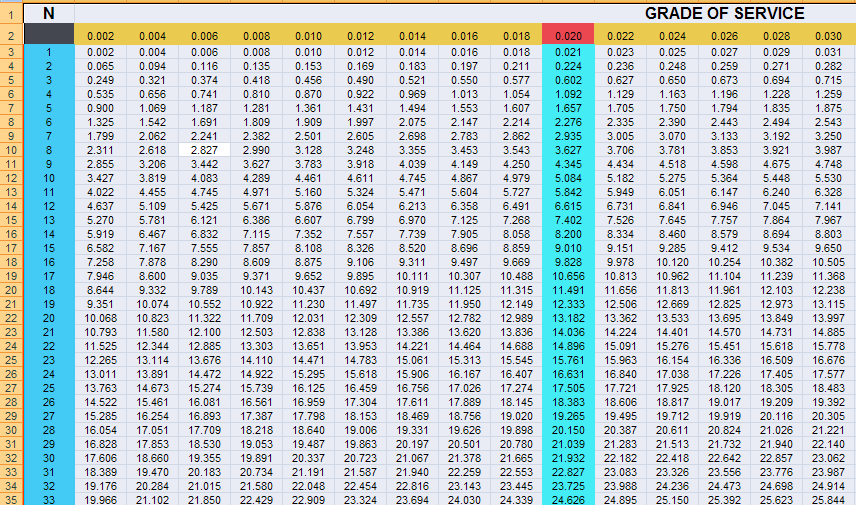 1 N GRADE OF SERVICE
2 0.002 0.004 0.006 0.008 0.010 0.012 0.014 0.016 0.018 0.020 0.022 0.024 0.026 0.028 0.030
3 1 0.002 0.004 0.006 0.008 0.010 0.012 0.014 0.016 0.018 0.021 0.023 0.025 0.027 0.029 0.031
4 2 0.065 0.094 0.116 0.135 0.153 0.169 0.183 0.197 0.211 0.224 0.236 0.248 0.259 0.271 0.282
5 3 0.249 0.321 0.374 0.418 0.456 0.490 0.521 0.550 0.577 0.602 0.627 0.650 0.673 0.694 0.715
6 4 0.535 0.656 0.741 0.810 0.870 0.922 0.969 1.013 1.054 1.092 1.129 1.163 1.196 1.228 1.259
7 5 0.900 1.069 1.187 1.281 1.361 1.431 1.494 1.553 1.607 1.657 1.705 1.750 1.794 1.835 1.875
8 6 1.325 1.542 1.691 1.809 1.909 1.997 2.075 2.147 2.214 2.276 2.335 2.390 2.443 2.494 2.543
9 7 1.799 2.062 2.241 2.382 2.501 2.605 2.698 2.783 2.862 2.935 3.005 3.070 3.133 3.192 3.250
10 8 2.311 2.618 2.827 2.990 3.128 3.248 3.355 3.453 3.543 3.627 3.706 3.781 3.853 3.921 3.987
11 9 2.855 3.206 3.442 3.627 3.783 3.918 4.039 4.149 4.250 4.345 4.434 4.518 4.598 4.675 4.748
12 10 3.427 3.819 4.083 4.289 4.461 4.611 4.745 4.867 4.979 5.084 5.182 5.275 5.364 5.448 5.530
13 11 4.022 4.455 4.745 4.971 5.160 5.324 5.471 5.604 5.727 5.842 5.949 6.051 6.147 6.240 6.328
14 12 4.637 5.109 5.425 5.671 5.876 6.054 6.213 6.358 6.491 6.615 6.731 6.841 6.946 7.045 7.141
15 13 5.270 5.781 6.121 6.386 6.607 6.799 6.970 7.125 7.268 7.402 7.526 7.645 7.757 7.864 7.967
16 14 5.919 6.467 6.832 7.115 7.352 7.557 7.739 7.905 8.058 8.200 8.334 8.460 8.579 8.694 8.803
17 15 6.582 7.167 7.555 7.857 8.108 8.326 8.520 8.696 8.859 9.010 9.151 9.285 9.412 9.534 9.650
18 16 7.258 7.878 8.290 8.609 8.875 9.106 9.311 9.497 9.669 9.828 9.978 10.120 10.254 10.382 10.505
19 17 7.946 8.600 9.035 9.371 9.652 9.895 10.111 10.307 10.488 10.656 10.813 10.962 11.104 11.239 11.368
20 18 8.644 9.332 9.789 10.143 10.437 10.692 10.919 11.125 11.315 11.491 11.656 11.813 11.961 12.103 12.238
21 19 9.351 10.074 10.552 10.922 11.230 11.497 11.735 11.950 12.149 12.333 12.506 12.669 12.825 12.973 13.115
22 20 10.068 10.823 11.322 11.709 12.031 12.309 12.557 12.782 12.989 13.182 13.362 13.533 13.695 13.849 13.997
23 21 10.793 11.580 12.100 12.503 12.838 13.128 13.386 13.620 13.836 14.036 14.224 14.401 14.570 14.731 14.885
24 22 11.525 12.344 12.885 13.303 13.651 13.953 14.221 14.464 14.688 14.896 15.091 15.276 15.451 15.618 15.778
25 23 12.265 13.114 13.676 14.110 14.471 14.783 15.061 15.313 15.545 15.761 15.963 16.154 16.336 16.509 16.676
26 24 13.011 13.891 14.472 14.922 15.295 15.618 15.906 16.167 16.407 16.631 16.840 17.038 17.226 17.405 17.577
27 25 13.763 14.673 15.274 15.739 16.125 16.459 16.756 17.026 17.274 17.505 17.721 17.925 18.120 18.305 18.483
28 26 14.522 15.461 16.081 16.561 16.959 17.304 17.611 17.889 18.145 18.383 18.606 18.817 19.017 19.209 19.392
29 27 15.285 16.254 16.893 17.387 17.798 18.153 18.469 18.756 19.020 19.265 19.495 19.712 19.919 20.116 20.305
30 28 16.054 17.051 17.709 18.218 18.640 19.006 19.331 19.626 19.898 20.150 20.387 20.611 20.824 21.026 21.221
31 29 16.828 17.853 18.530 19.053 19.487 19.863 20.197 20.501 20.780 21.039 21.283 21.513 21.732 21.940 22.140
32 30 17.606 18.660 19.355 19.891 20.337 20.723 21.067 21.378 21.665 21.932 22.182 22.418 22.642 22.857 23.062
33 31 18.389 19.470 20.183 20.734 21.191 21.587 21.940 22.259 22.553 22.827 23.083 23.326 23.556 23.776 23.987
34 32 19.176 20.284 21.015 21.580 22.048 22.454 22.816 23.143 23.445 23.725 23.988 24.236 24.473 24.698 24.914
35 33 19.966 21.102 21.850 22.429 22.909 23.324 23.694 24.030 24.339 24.626 24.895 25.150 25.392 25.623 25.844